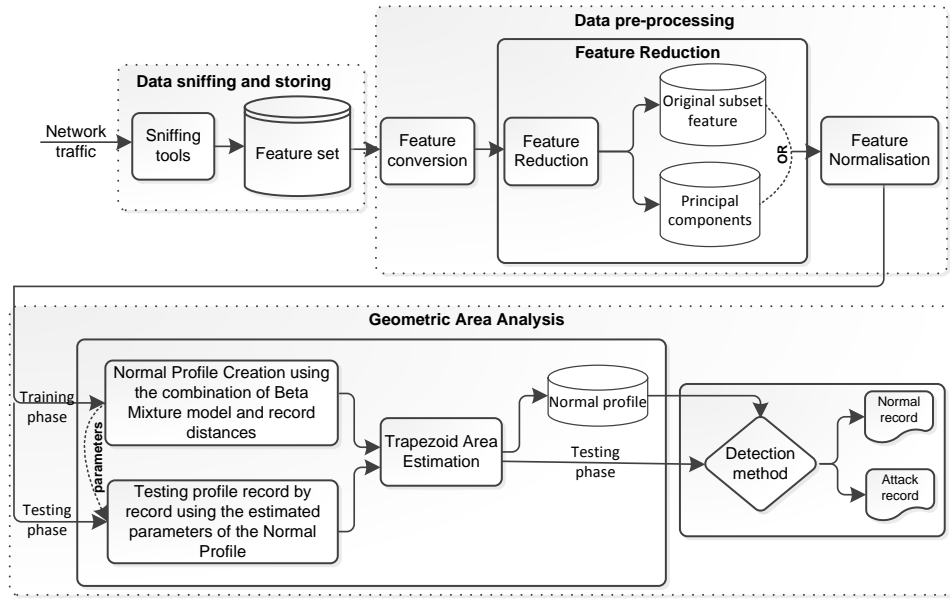 Data pre-processing
Feature Reduction
Data sniffing and storing
Network
traffic
Sniffing
tools
Feature set
Feature
conversion
Feature
Reduction
Original subset
feature
Principal
components
OR
Feature
Normalisation
Geometric Area Analysis
Training
phase
parameters
Testing
phase
Normal Profile Creation using
the combination of Beta
Mixture model and record
distances
Testing profile record by
record using the estimated
parameters of the Normal
Profile
Trapezoid Area
Estimation
Normal profile
Testing
phase
Detection
method
Normal
record
Attack
record